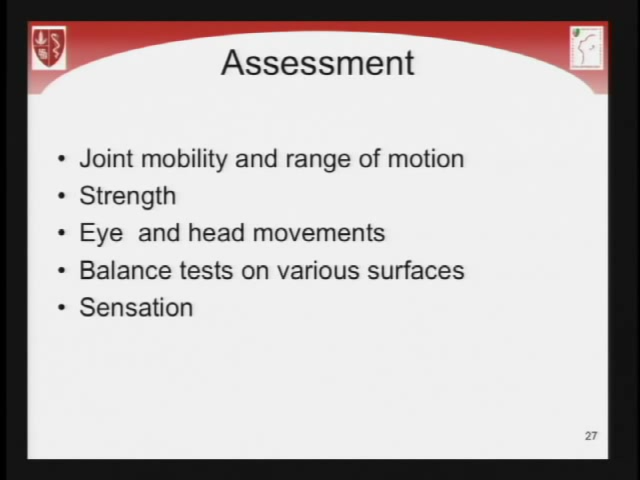 Assessment
• Joint mobility and range of motion
• Strength
• Eye  and head movements
• Balance tests on various surfaces
• Sensation
27